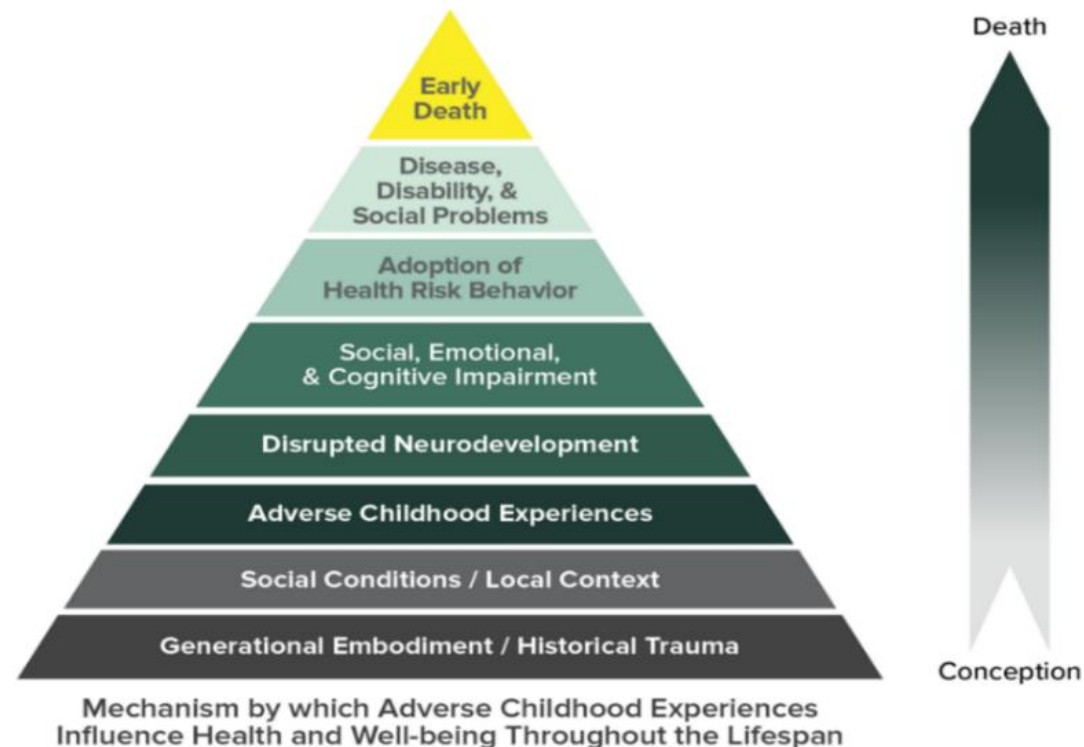 Death
Early
Death
Disease,
Disability, &
Social Problems
Adoption of
Health Risk Behavior
Social, Emotional,
& Cognitive Impairment
Disrupted Neurodevelopment
Adverse Childhood Experiences
Social Conditions / Local Context
Generational Embodiment / Historical Trauma
Conception
Mechanism by which Adverse Childhood Experiences
Influence Health and Well-being Throughout the Lifespan